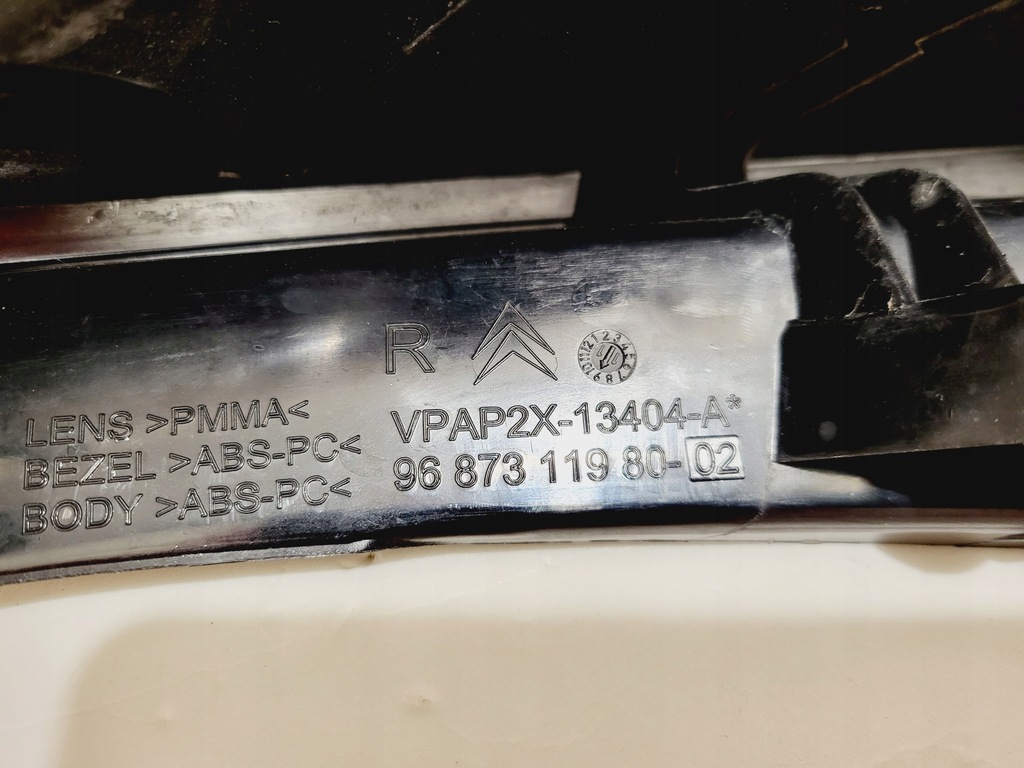 R
LENS >PMMA<
BEZEL >ABS-PC<
BODY >ABS-PC<
VPAP2X-13404-A*
96 873 119 80-02